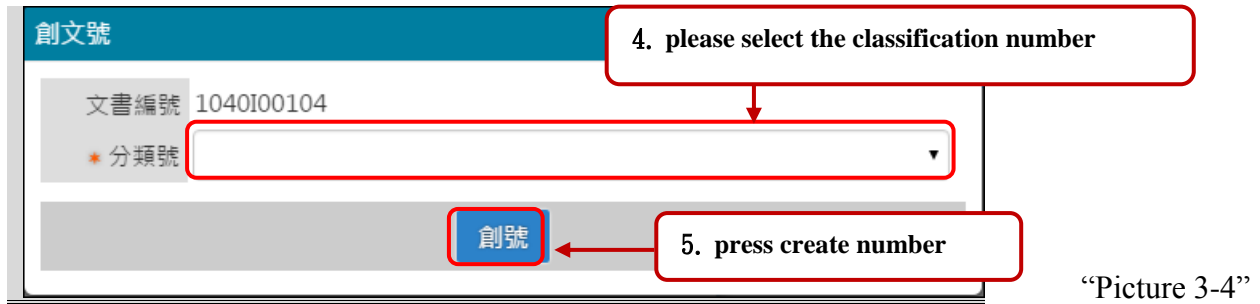 創文號
4. please select the classification number
文書編號 1040I00104
* 分類號
創號
5. press create number
“Picture 3-4”